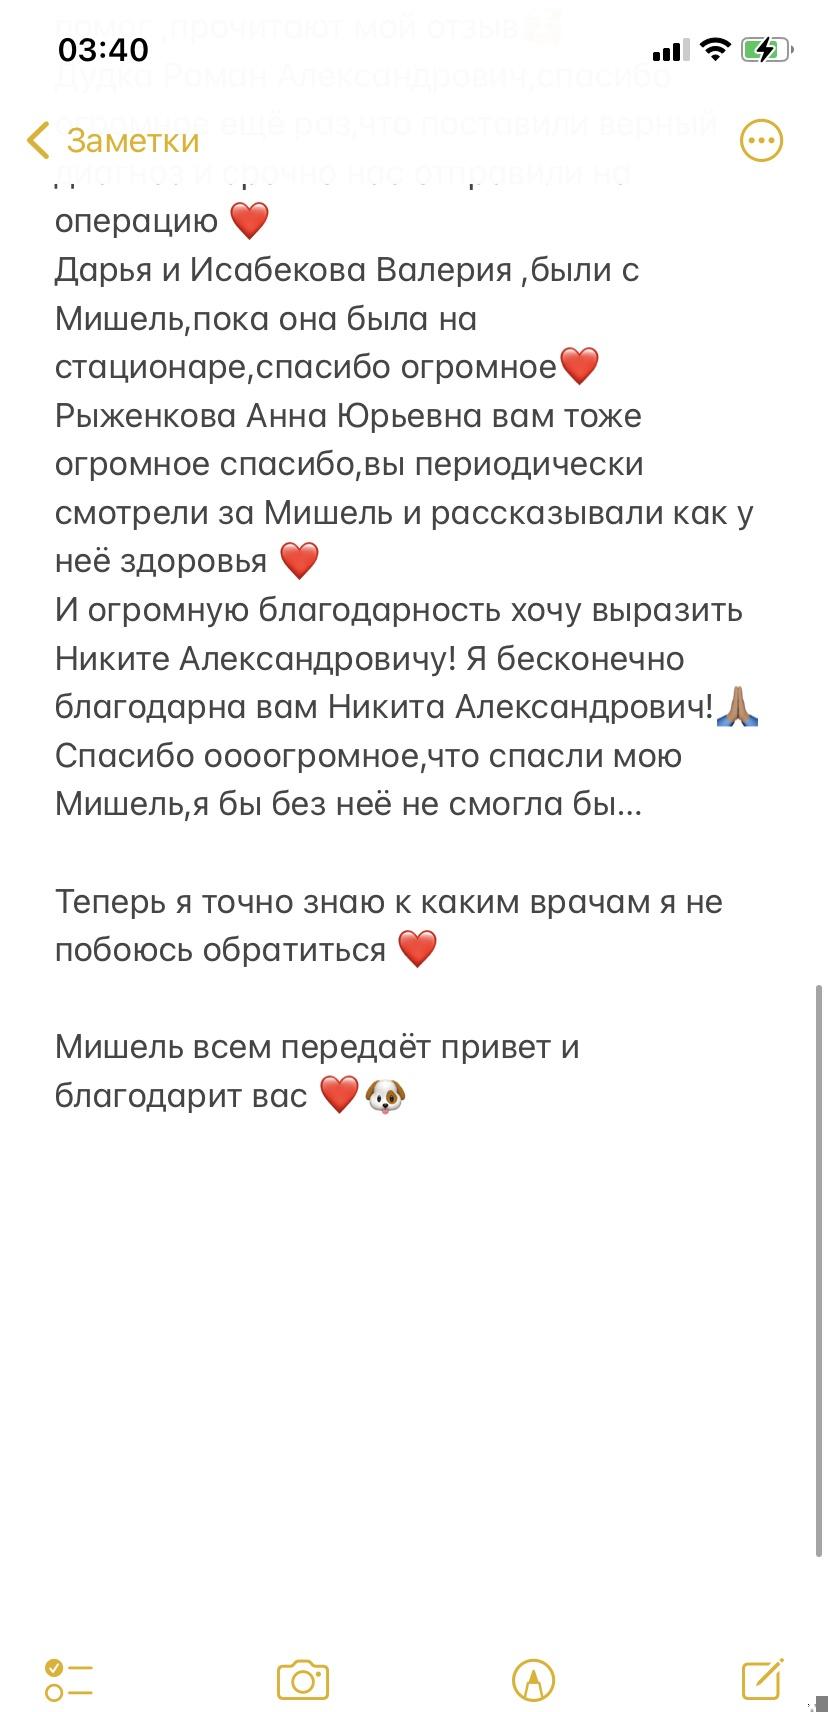 помог ,прочитают мой отзыв
03:40
Дудка Роман Александрович,спасибо
огромное ещё раз,что поставили верный
Заметки
диагноз и срочно нас отправили на
операцию ❤️
Дарья и Исабекова Валерия ,были с
Мишель,пока она была на
стационаре,спасибо огромное❤️
Рыженкова Анна Юрьевна вам тоже
огромное спасибо,вы периодически
смотрели за Мишель и рассказывали как у
неё здоровья ❤️
И огромную благодарность хочу выразить
Никите Александровичу! Я бесконечно
благодарна вам Никита Александрович!🙏🏽
Спасибо оооогромное,что спасли мою
Мишель,я бы без неё не смогла бы...
Теперь я точно знаю к каким врачам я не
побоюсь обратиться ❤️
Мишель всем передаёт привет и
благодарит вас ❤️🐶